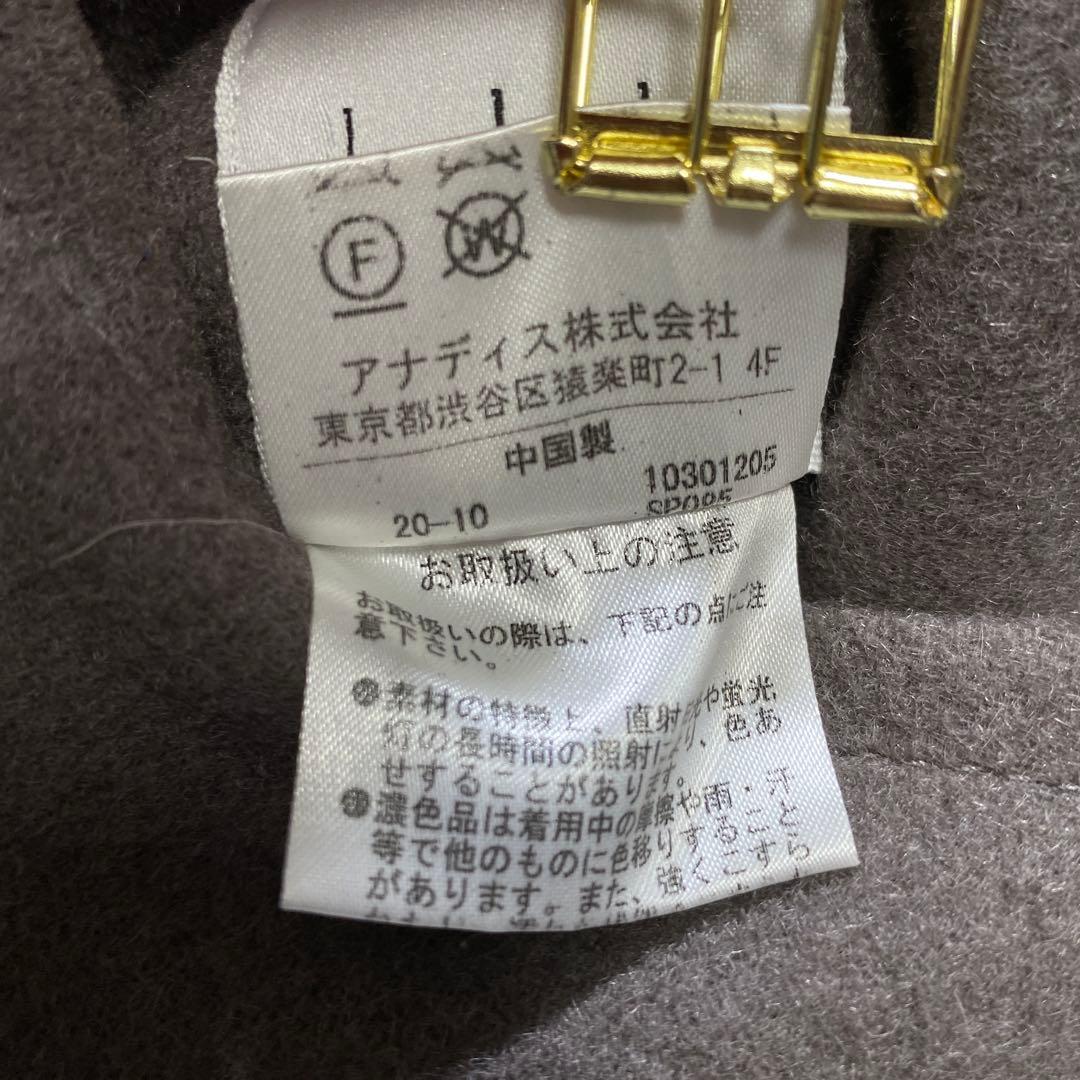 F
W
アナディス株式会社
東京都渋谷区猿楽町2-1 4F
中国製
10301205
20-10
SP085
お取扱い上の注意
お取扱いの際は、下記の点にご注
意下さい。
素材の特徴上、直射 や蛍光
の長時間の照射により、色あ
せすることがあります。
濃色品は着用中の摩擦や雨・汗
等で他のものに色移りすること
があります。また、強くこすら